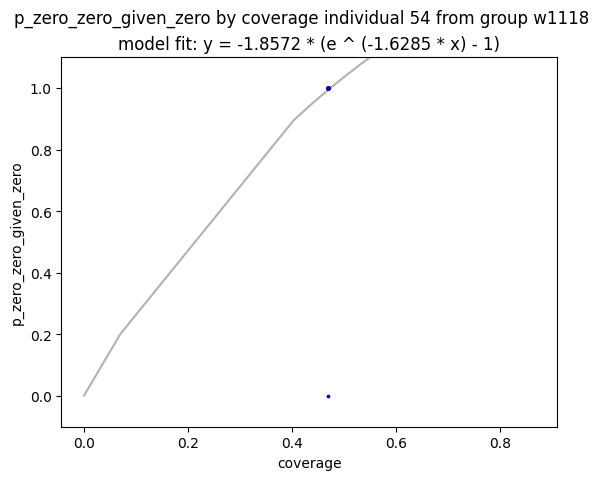 p_zero_zero_given_zero by coverage individual 54 from group w1118
model fit: y = -1.8572 * (e ^ (-1.6285 * x) - 1)
1.0
0.8
0.6
0.4
0.2
0.0
p_zero_zero_given_zero
0.0 0.2 0.4 0.6 0.8
coverage